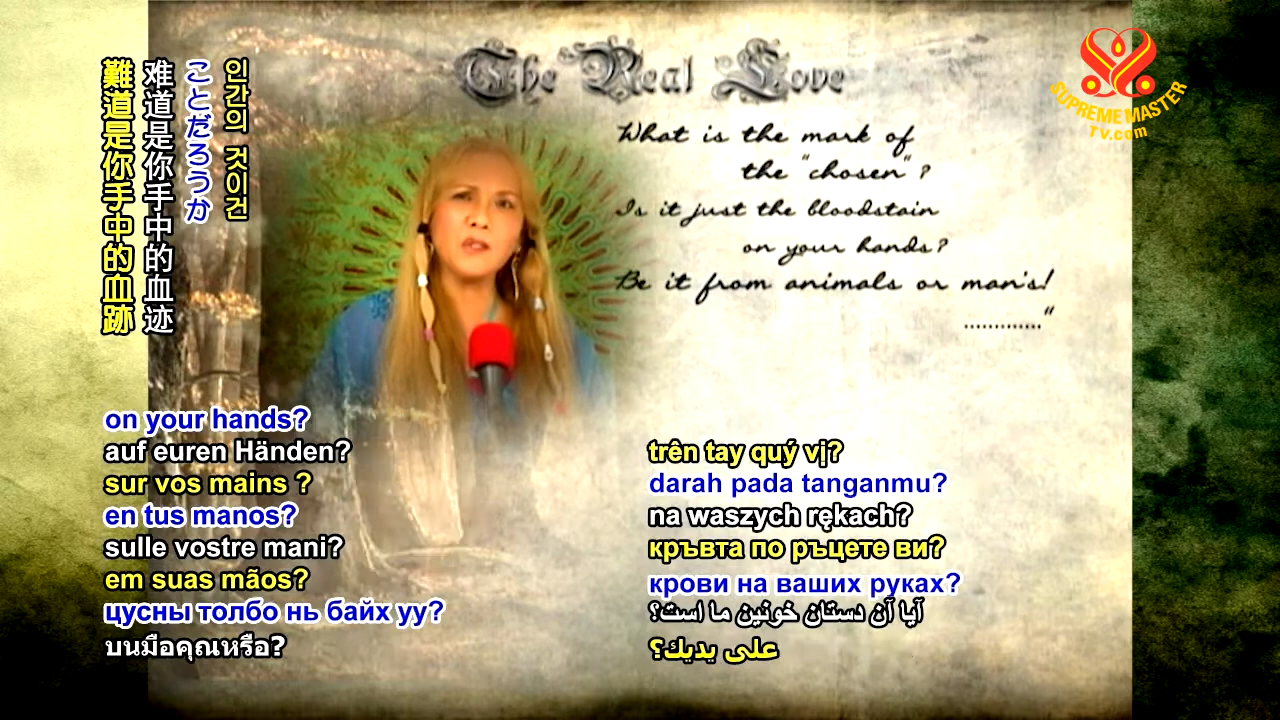 The Real Love
SUPREME MASTER
TV.com
What is the mark of
the "chosen"?
Is it just the bloodstain
on your hands?
Be it from animals or man's!
............."
인간의 것이건
ことだろうか
难道是你手中的血迹
難道是你手中的血跡
on your hands?
auf euren Händen?
sur vos mains ?
en tus manos?
sulle vostre mani?
em suas mãos?
цусны толбо нь байх уу?
บนมือคุณหรือ?
trên tay quý vị?
darah pada tanganmu?
na waszych rękach?
кръвта по ръцете ви?
крови на ваших руках?
آیا آن دستان خونین ما است؟
على يديك؟